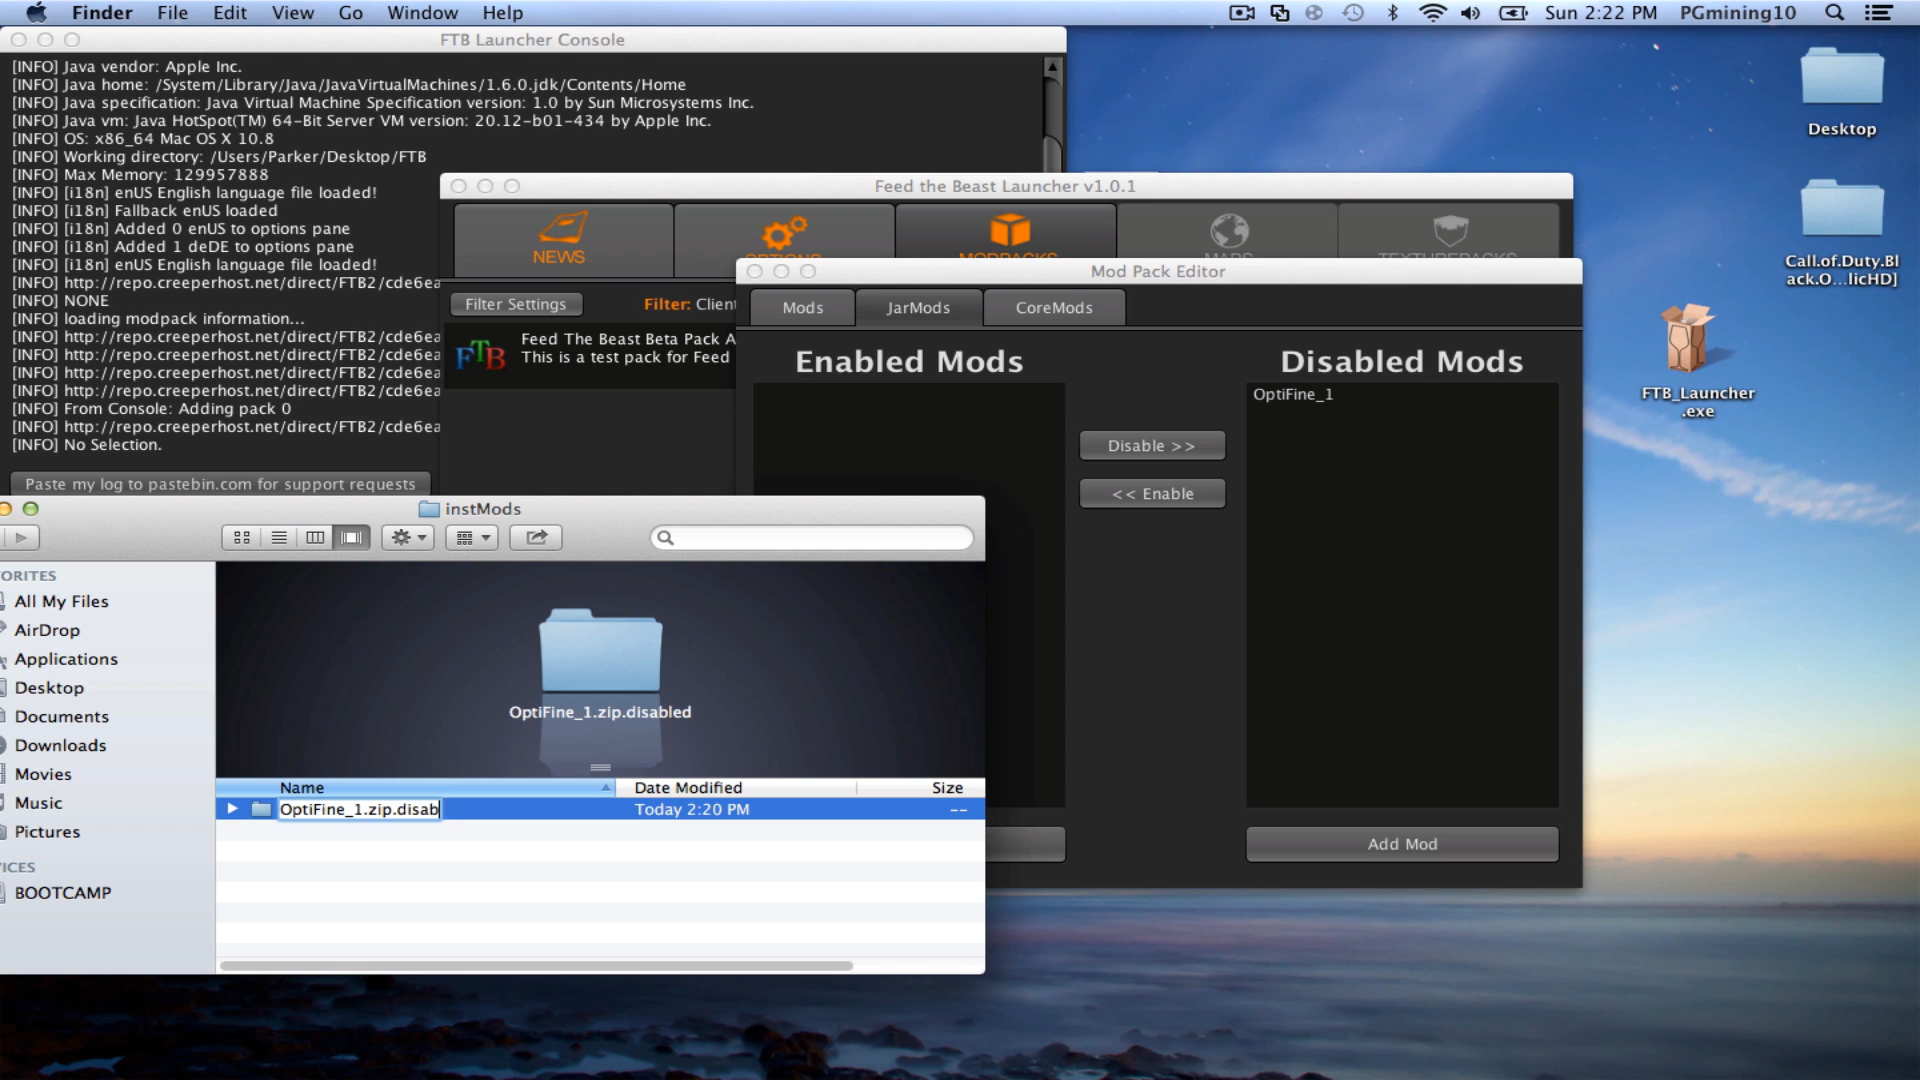 Finder File Edit View Go Window Help
Sun 2:22 PM PGmining10
FTB Launcher Console
[INFO] Java vendor: Apple Inc.
[INFO] Java home: /System/Library/Java/JavaVirtualMachines/1.6.0.jdk/Contents/Home
[INFO] Java specification: Java Virtual Machine Specification version: 1.0 by Sun Microsystems Inc.
[INFO] Java vm: Java HotSpot(TM) 64-Bit Server VM version: 20.12-b01-434 by Apple Inc.
[INFO] OS: x86_64 Mac OS X 10.8
[INFO] Working directory: /Users/Parker/Desktop/FTB
[INFO] Max Memory: 129957888
[INFO] [i18n] enUS English language file loaded!
[INFO] [i18n] Fallback enUS loaded
[INFO] [i18n] Added 0 enUS to options pane
[INFO] [i18n] Added 1 deDE to options pane
[INFO] [i18n] enUS English language file loaded!
[INFO] http://repo.creeperhost.net/direct/FTB2/cde6ea
[INFO] NONE
[INFO] loading modpack information...
[INFO] http://repo.creeperhost.net/direct/FTB2/cde6ea
[INFO] http://repo.creeperhost.net/direct/FTB2/cde6ea
[INFO] http://repo.creeperhost.net/direct/FTB2/cde6ea
[INFO] http://repo.creeperhost.net/direct/FTB2/cde6ea
[INFO] From Console: Adding pack 0
[INFO] http://repo.creeperhost.net/direct/FTB2/cde6ea
[INFO] No Selection.
Paste my log to pastebin.com for support requests
Feed the Beast Launcher v1.0.1
NEWS OPTIONS MODPACKS MAPS TEXTUREPACKS
Filter Settings
Filter: Client
FTB
Feed The Beast Beta Pack A
This is a test pack for Feed
Mod Pack Editor
Mods JarMods CoreMods
Enabled Mods
Disabled Mods
OptiFine_1
Disable >>
<< Enable
Add Mod
instMods
ORITES
All My Files
AirDrop
Applications
Desktop
Documents
Downloads
Movies
Music
Pictures
ICES
BOOTCAMP
OptiFine_1.zip.disabled
Name Date Modified Size
OptiFine_1.zip.disab Today 2:20 PM --
Desktop
Call.of.Duty.Bl
ack.O...licHD]
FTB_Launcher
.exe